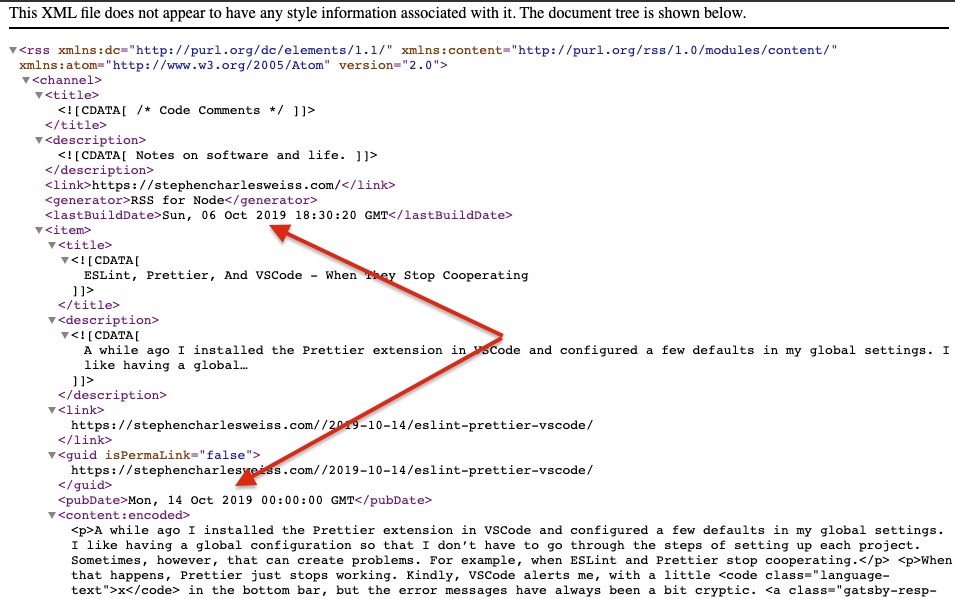 This XML file does not appear to have any style information associated with it. The document tree is shown below.
▼<rss xmlns:dc="http://purl.org/dc/elements/1.1/" xmlns:content="http://purl.org/rss/1.0/modules/content/"
xmlns:atom="http://www.w3.org/2005/Atom" version="2.0">
▼<channel>
▼<title>
<![CDATA[ /* Code Comments */ ]]>
</title>
▼<description>
<![CDATA[ Notes on software and life. ]]>
</description>
<link>https://stephencharlesweiss.com/</link>
<generator>RSS for Node</generator>
<lastBuildDate>Sun, 06 Oct 2019 18:30:20 GMT</lastBuildDate>
▼<item>
▼<title>
▼<![CDATA[
ESLint, Prettier, And VSCode - When They Stop Cooperating
]]>
</title>
▼<description>
▼<![CDATA[
A while ago I installed the Prettier extension in VSCode and configured a few defaults in my global settings. I
like having a global…
]]>
</description>
▼<link>
https://stephencharlesweiss.com//2019-10-14/eslint-prettier-vscode/
</link>
▼<guid isPermaLink="false">
https://stephencharlesweiss.com//2019-10-14/eslint-prettier-vscode/
</guid>
<pubDate>Mon, 14 Oct 2019 00:00:00 GMT</pubDate>
▼<content:encoded>
<p>A while ago I installed the Prettier extension in VSCode and configured a few defaults in my global settings.
I like having a global configuration so that I don’t have to go through the steps of setting up each project.
Sometimes, however, that can create problems. For example, when ESLint and Prettier stop cooperating.</p> <p>When
that happens, Prettier just stops working. Kindly, VSCode alerts me, with a little <code class="language-
text">x</code> in the bottom bar, but the error messages have always been a bit cryptic. <a class="gatsby-resp-